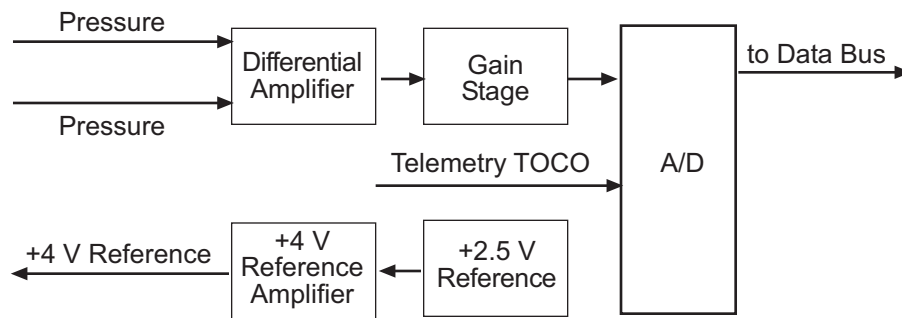 Pressure
Differential
Amplifier
Gain
Stage
to Data Bus
Pressure
Telemetry TOCO
A/D
+4 V Reference
+4 V
Reference
Amplifier
+2.5 V
Reference